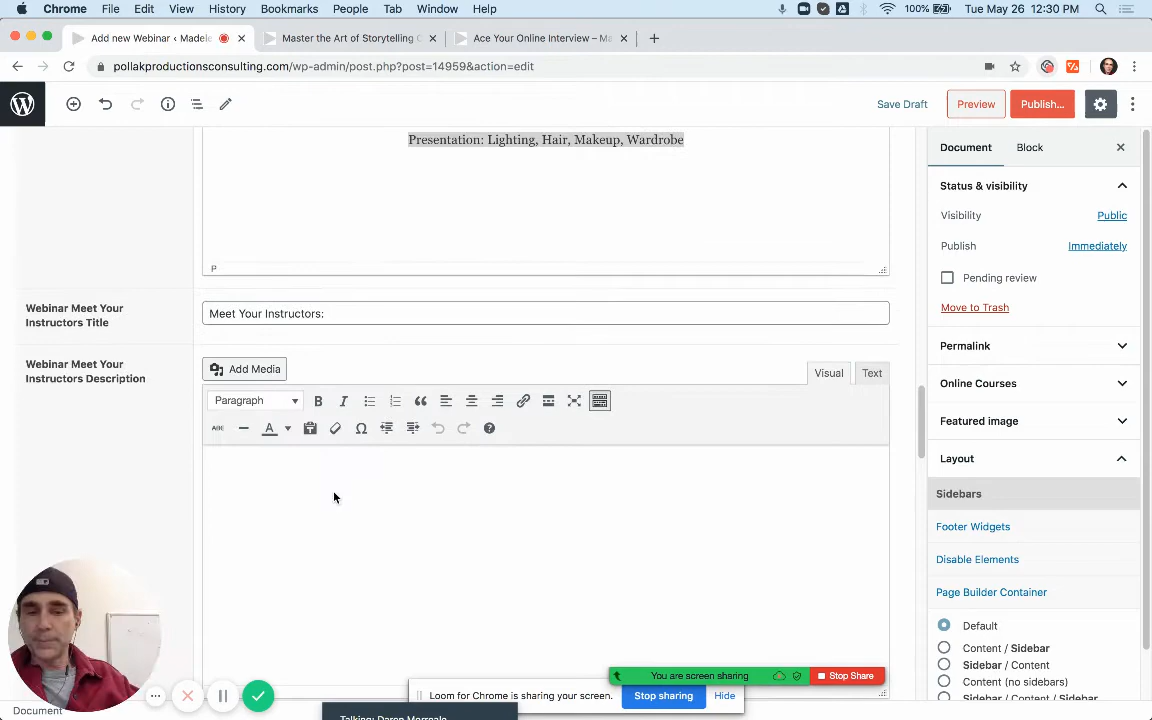 Chrome File Edit View History Bookmarks People Tab Window Help 100% Tue May 26 12:30 PM
Add new Webinar ‹ Madele Master the Art of Storytelling C Ace Your Online Interview – Ma
pollakproductionsconsulting.com/wp-admin/post.php?post=14959&action=edit
Save Draft Preview Publish...
Presentation: Lighting, Hair, Makeup, Wardrobe
P
Webinar Meet Your
Instructors Title
Meet Your Instructors:
Webinar Meet Your
Instructors Description
Add Media
Visual Text
Paragraph
B I
ABC A
Document Block
Status & visibility
Visibility Public
Publish Immediately
Pending review
Move to Trash
Permalink
Online Courses
Featured image
Layout
Sidebars
Footer Widgets
Disable Elements
Page Builder Container
Default
Content / Sidebar
Sidebar / Content
Content (no sidebars)
Content / Sidebar / Sidebar
You are screen sharing Stop Share
Loom for Chrome is sharing your screen. Stop sharing Hide
Document